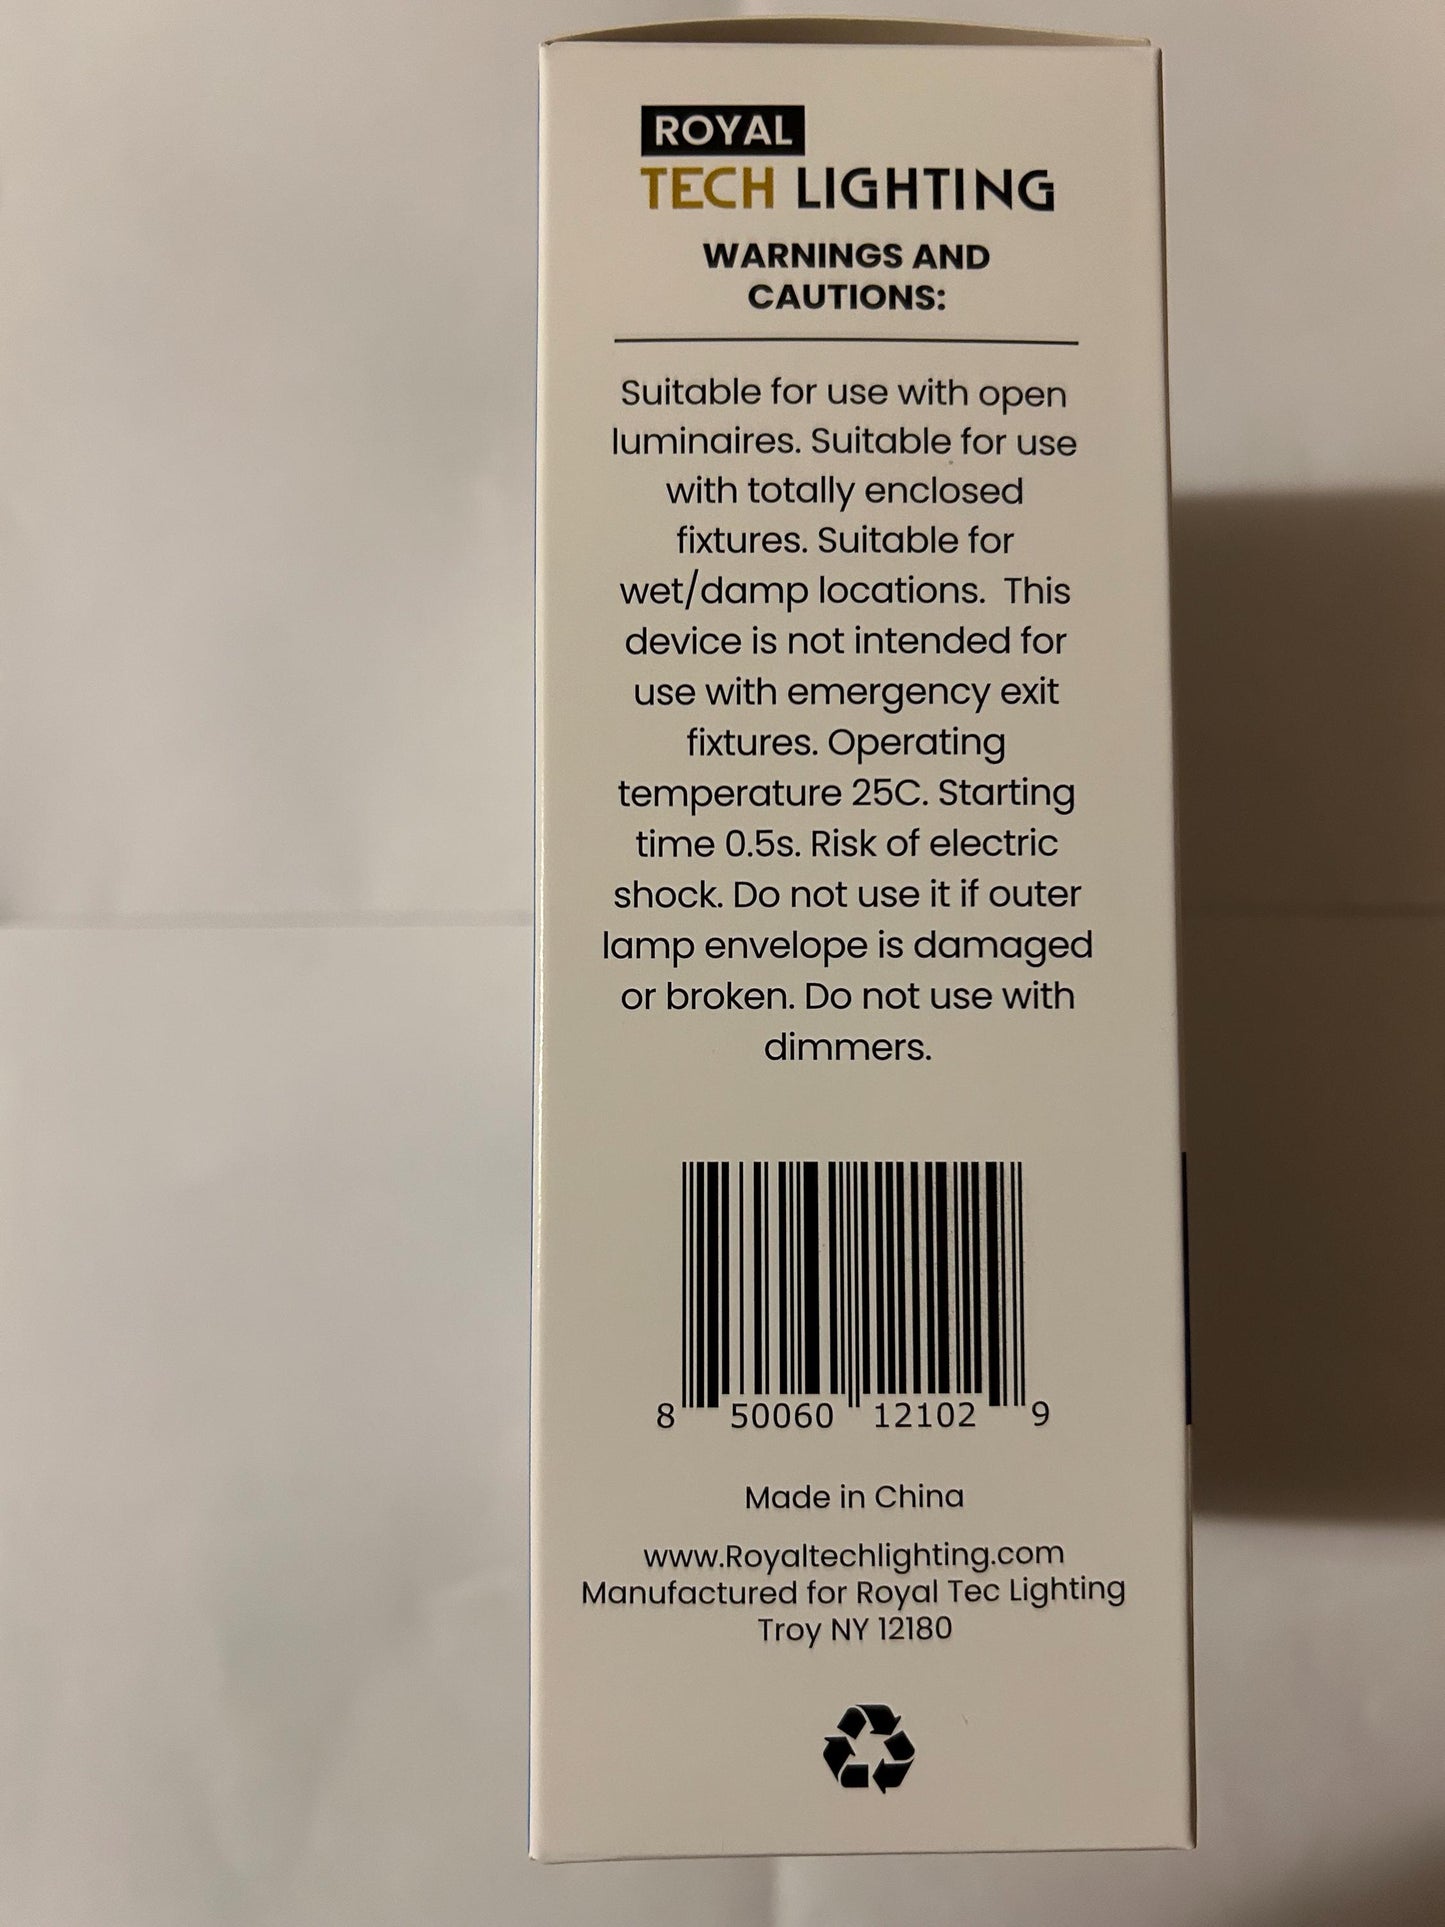 ROYAL
TECH LIGHTING
WARNINGS AND
CAUTIONS:
Suitable for use with open
luminaires. Suitable for use
with totally enclosed
fixtures. Suitable for
wet/damp locations.  This
device is not intended for
use with emergency exit
fixtures. Operating
temperature 25C. Starting
time 0.5s. Risk of electric
shock. Do not use it if outer
lamp envelope is damaged
or broken. Do not use with
dimmers.
8 50060 12102 9
Made in China
www.Royaltechlighting.com
Manufactured for Royal Tec Lighting
Troy NY 12180